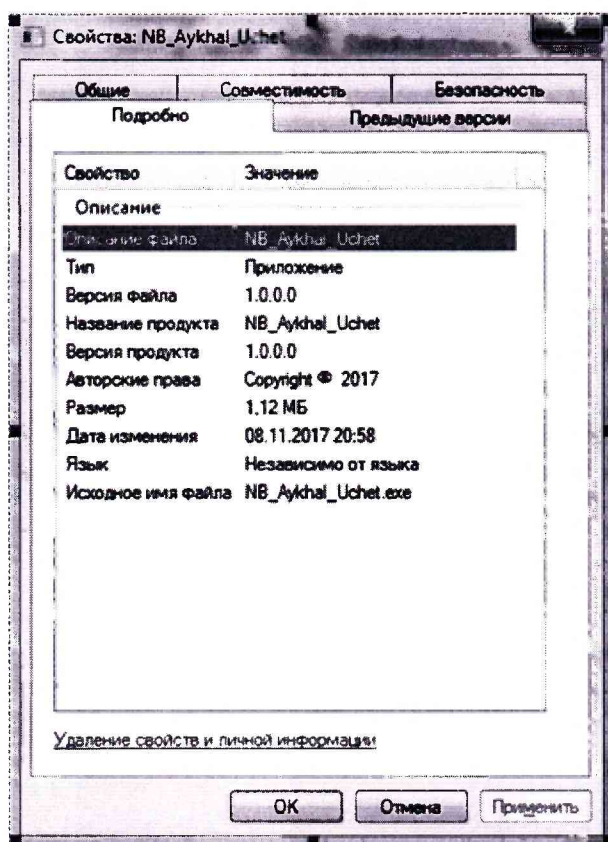 Свойства: NB_Aykhal_Uchet
Общие Совместимость Безопасность
Подробно Предыдущие версии
Свойство Значение
Описание
Описание файла NB_Aykhal_Uchet
Тип Приложение
Версия файла 1.0.0.0
Название продукта NB_Aykhal_Uchet
Версия продукта 1.0.0.0
Авторские права Copyright © 2017
Размер 1,12 МБ
Дата изменения 08.11.2017 20:58
Язык Независимо от языка
Исходное имя файла NB_Aykhal_Uchet.exe
Удаление свойств и личной информации
ОК Отмена Применить